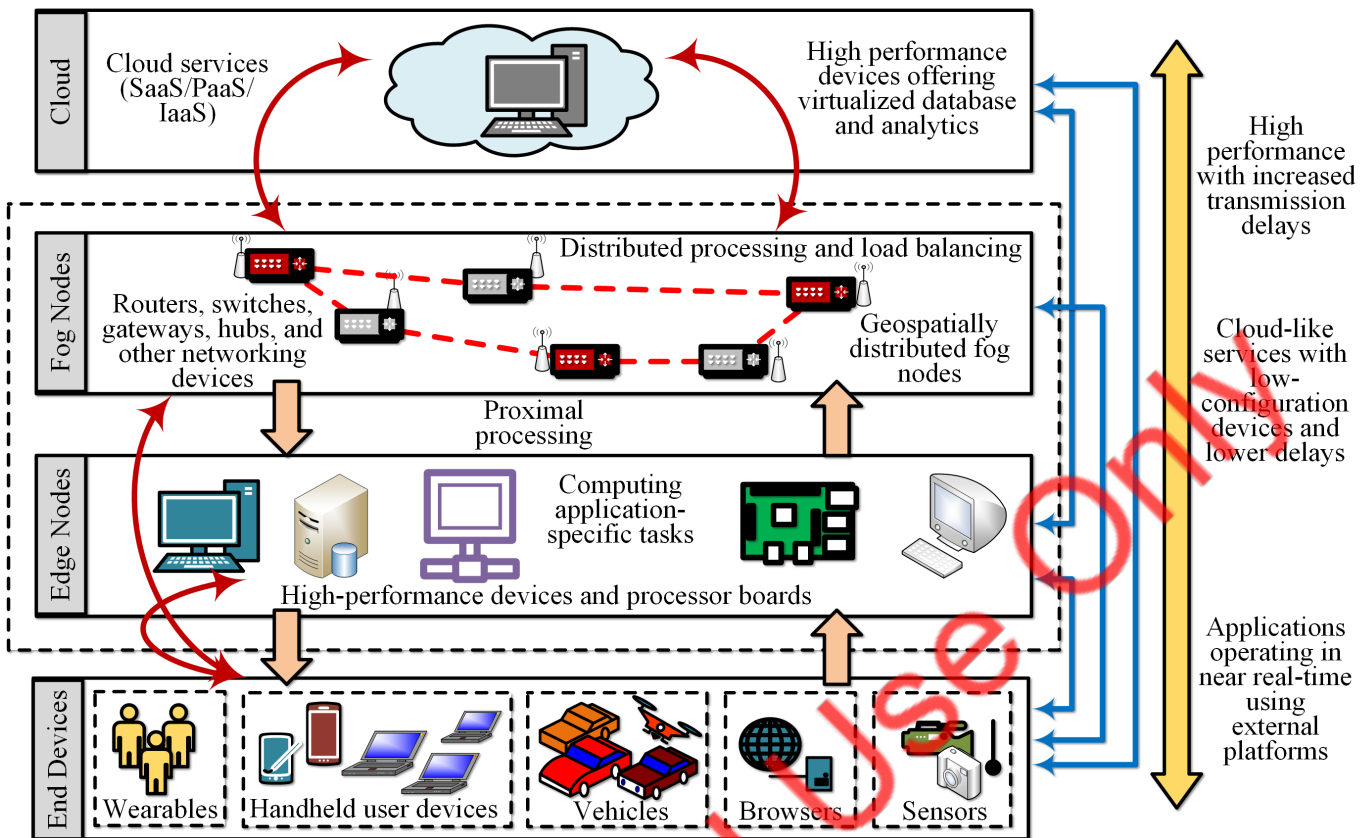 Cloud
Cloud services
(SaaS/PaaS/
IaaS)
High performance
devices offering
virtualized database
and analytics
High
performance
with increased
transmission
delays
Fog Nodes
Distributed processing and load balancing
Routers, switches,
gateways, hubs, and
other networking
devices
Geospatially
distributed fog
nodes
Cloud-like
services with
low-
configuration
devices and
lower delays
Proximal
processing
Edge Nodes
Computing
application-
specific tasks
High-performance devices and processor boards
Applications
operating in
near real-time
using
external
platforms
End Devices
Wearables
Handheld user devices
Vehicles
Browsers
Sensors
Use Only